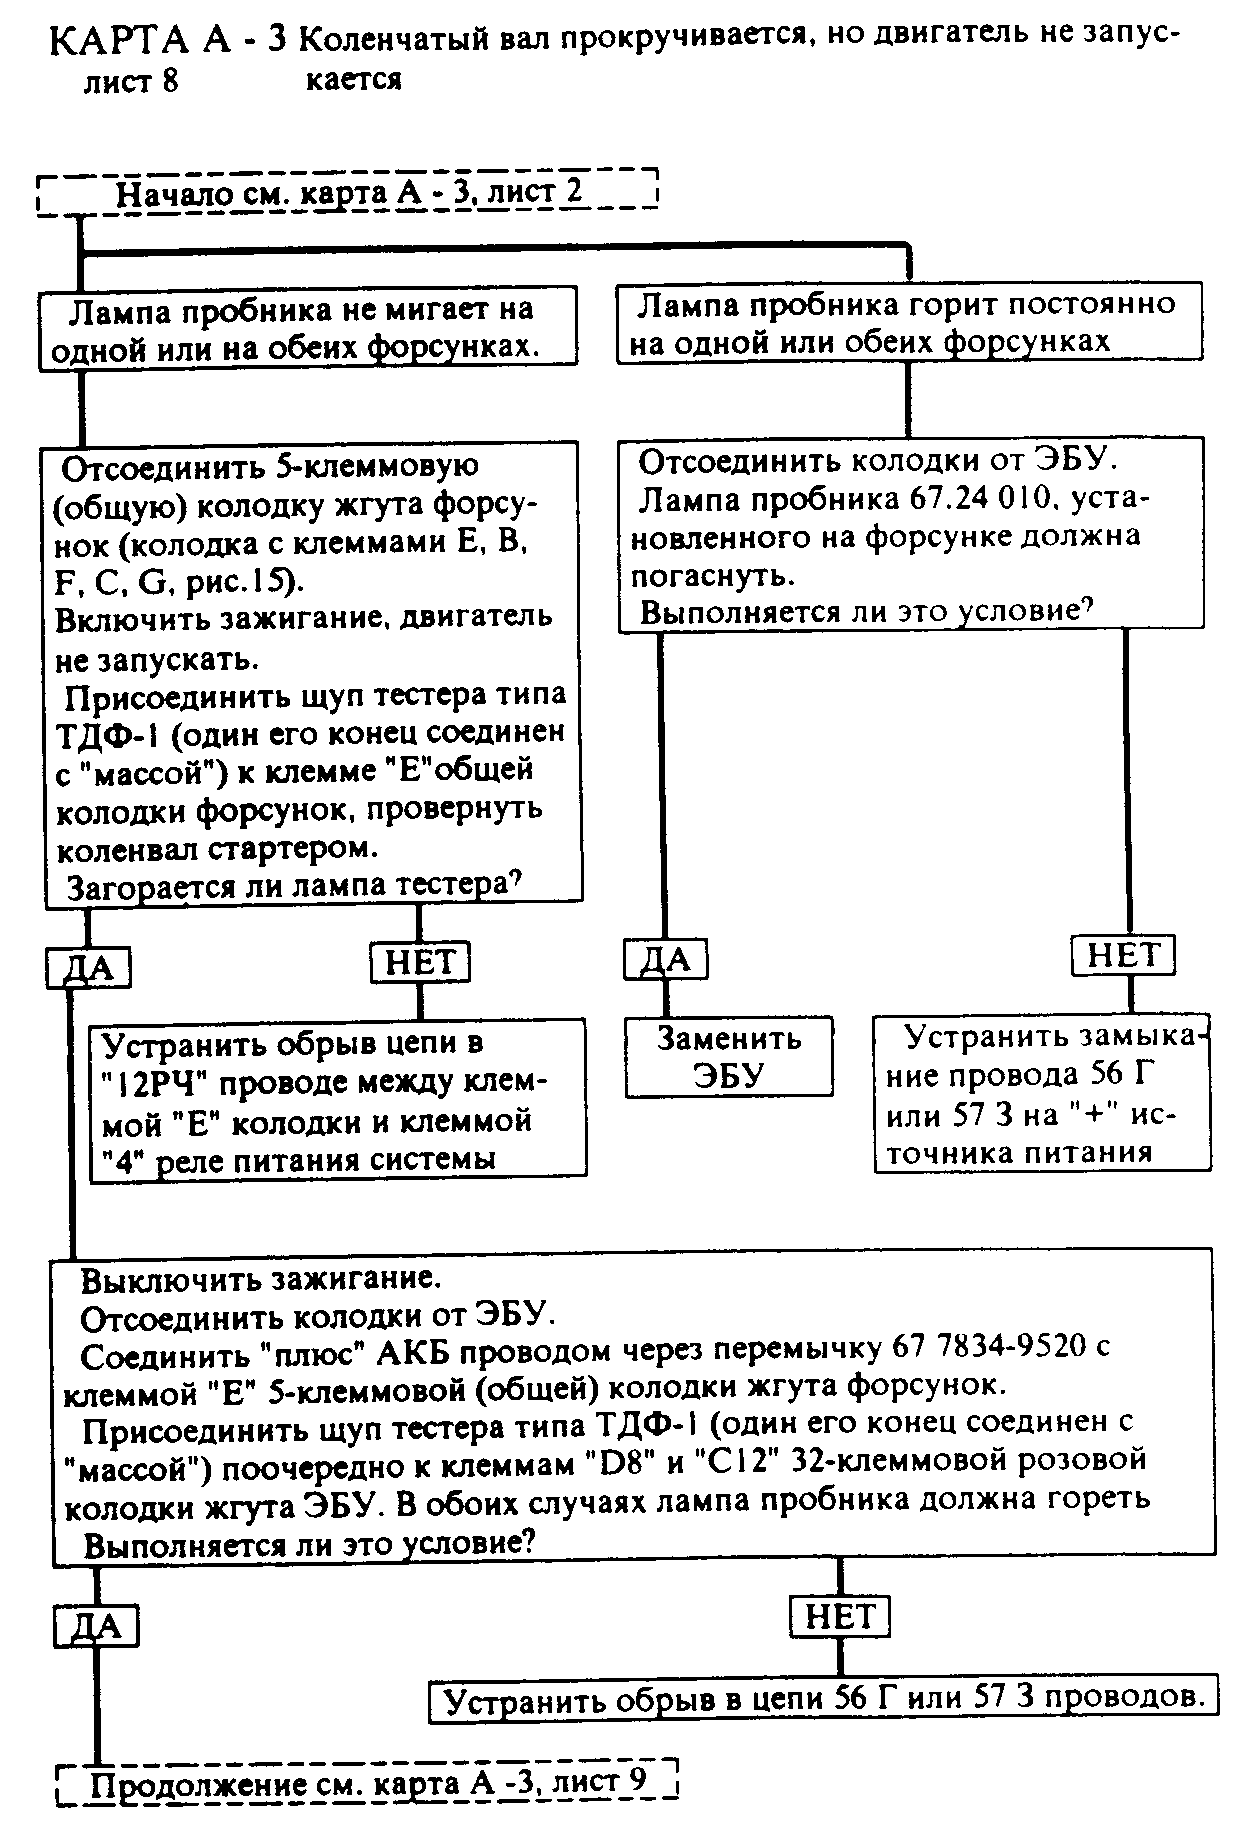 КАРТА А - 3 Коленчатый вал прокручивается, но двигатель не запус-
лист 8 кается
Начало см. карта А - 3, лист 2
Лампа пробника не мигает на
одной или на обеих форсунках.
Лампа пробника горит постоянно
на одной или обеих форсунках
Отсоединить 5-клеммовую
(общую) колодку жгута форсу-
нок (колодка с клеммами E, B,
F, C, G, рис.15).
Включить зажигание, двигатель
не запускать.
Присоединить щуп тестера типа
ТДФ-1 (один его конец соединен
с "массой") к клемме "Е"общей
колодки форсунок, провернуть
коленвал стартером.
Загорается ли лампа тестера?
Отсоединить колодки от ЭБУ.
Лампа пробника 67.24 010, уста-
новленного на форсунке должна
погаснуть.
Выполняется ли это условие?
ДА
НЕТ
ДА
НЕТ
Устранить обрыв цепи в
"12РЧ" проводе между клем-
мой "Е" колодки и клеммой
"4" реле питания системы
Заменить
ЭБУ
Устранить замыка-
ние провода 56 Г
или 57 З на "+" ис-
точника питания
Выключить зажигание.
Отсоединить колодки от ЭБУ.
Соединить "плюс" АКБ проводом через перемычку 67 7834-9520 с
клеммой "Е" 5-клеммовой (общей) колодки жгута форсунок.
Присоединить щуп тестера типа ТДФ-1 (один его конец соединен с
"массой") поочередно к клеммам "D8" и "C12" 32-клеммовой розовой
колодки жгута ЭБУ. В обоих случаях лампа пробника должна гореть
Выполняется ли это условие?
ДА
НЕТ
Устранить обрыв в цепи 56 Г или 57 З проводов.
Продолжение см. карта А -3, лист 9